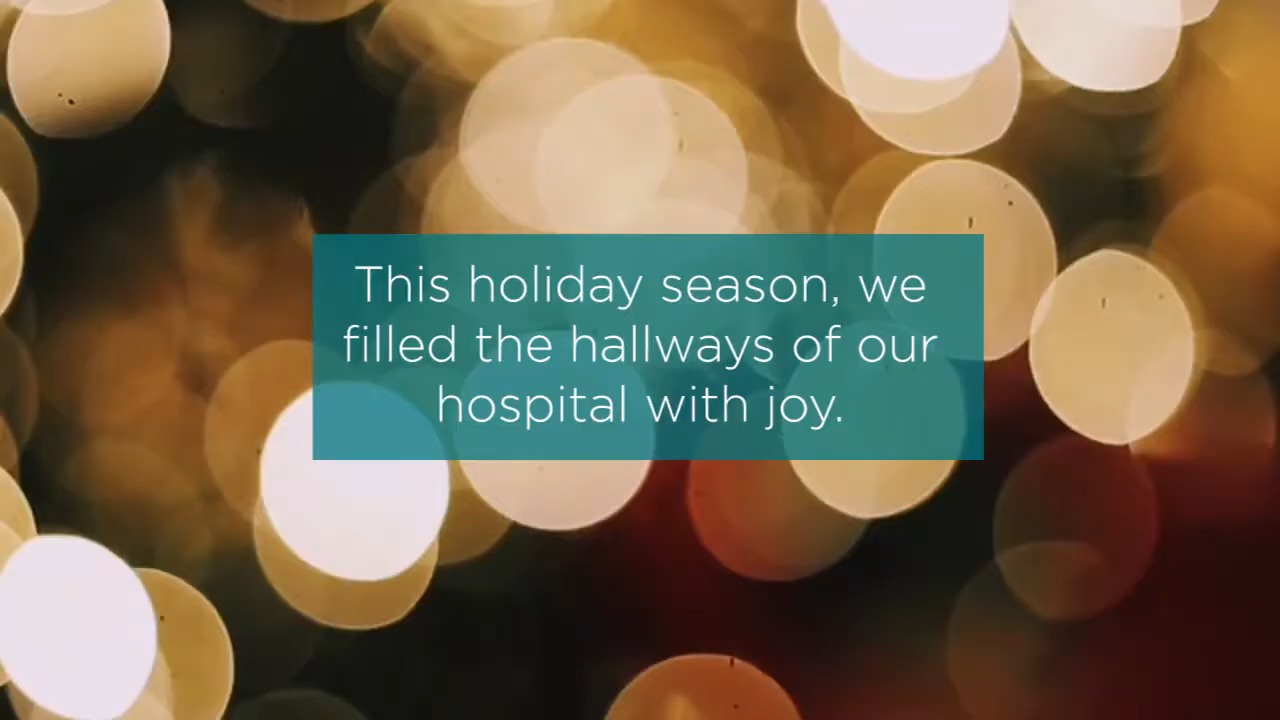 This holiday season, we
filled the hallways of our
hospital with joy.